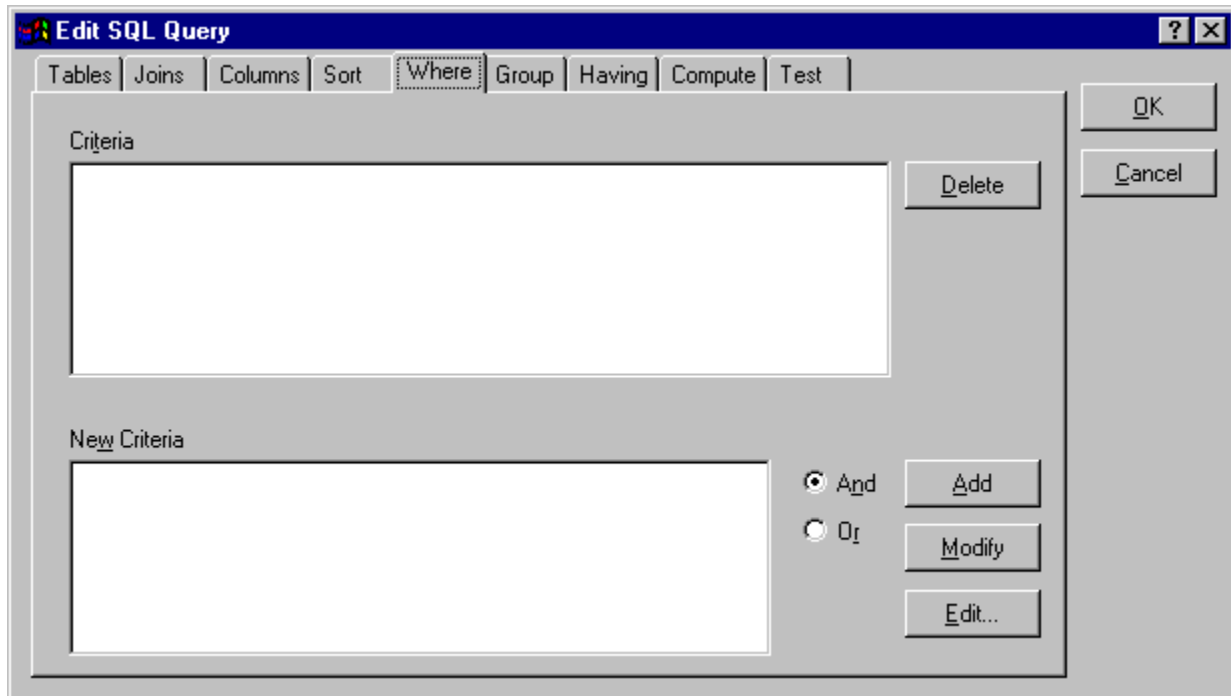 Edit SQL Query
Tables Joins Columns Sort Where Group Having Compute Test
OK
Criteria
Delete
Cancel
New Criteria
And
Add
Or
Modify
Edit...